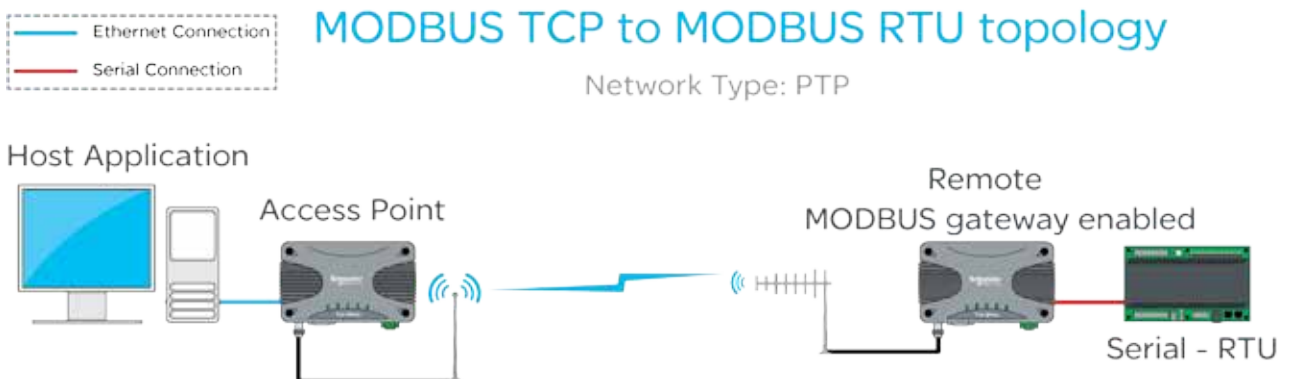 Ethernet Connection
Serial Connection
MODBUS TCP to MODBUS RTU topology
Network Type: PTP
Host Application
Access Point
Remote
MODBUS gateway enabled
Serial - RTU